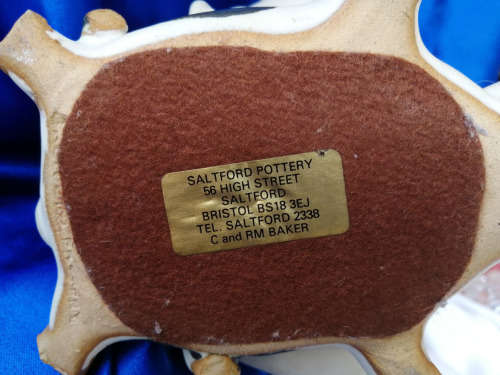 SALTFORD POTTERY
56 HIGH STREET
SALTFORD
BRISTOL BS18 3EJ
TEL. SALTFORD 2338
C and RM BAKER